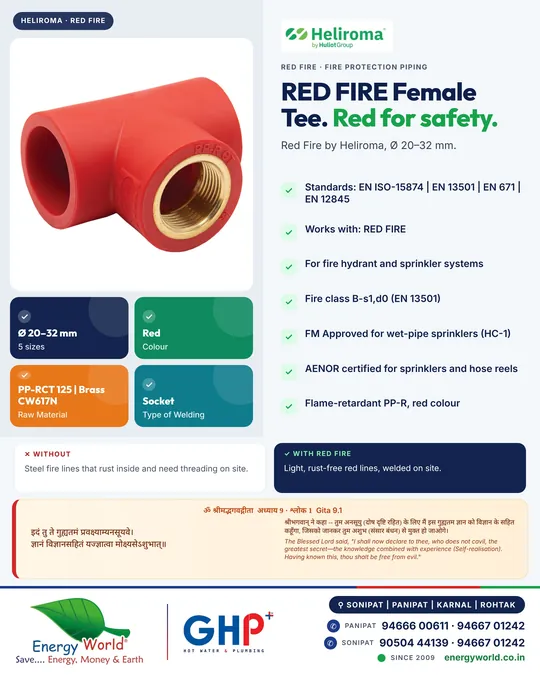 HELIROMA · RED FIRE
Heliroma®
by HuliotGroup
RED FIRE · FIRE PROTECTION PIPING
RED FIRE Female
Tee. Red for safety.
Red Fire by Heliroma, Ø 20–32 mm.
Standards: EN ISO-15874 | EN 13501 | EN 671 |
EN 12845
Works with: RED FIRE
For fire hydrant and sprinkler systems
Fire class B-s1,d0 (EN 13501)
FM Approved for wet-pipe sprinklers (HC-1)
AENOR certified for sprinklers and hose reels
Flame-retardant PP-R, red colour
Ø 20–32 mm
5 sizes
Red
Colour
PP-RCT 125 | Brass
CW617N
Raw Material
Socket
Type of Welding
✕ WITHOUT
Steel fire lines that rust inside and need threading on site.
✓ WITH RED FIRE
Light, rust-free red lines, welded on site.
ॐ श्रीमद्भगवद्गीता अध्याय 9 · श्लोक 1 Gita 9.1
इदं तु ते गुह्यतमं प्रवक्ष्याम्यनसूयवे।
ज्ञानं विज्ञानसहितं यज्ज्ञात्वा मोक्ष्यसेऽशुभात्॥
श्रीभगवान् ने कहा -- तुम अनसूयु (दोष दृष्टि रहित) के लिए मैं इस गुह्यतम ज्ञान को विज्ञान के सहित
कहूँगा, जिसको जानकर तुम अशुभ (संसार बंधन) से मुक्त हो जाओगे।
The Blessed Lord said, "I shall now declare to thee, who does not cavil, the
greatest secret—the knowledge combined with experience (Self-realisation).
Having known this, thou shalt be free from evil."
Energy World®
Save.... Energy, Money & Earth
GHP+
HOT WATER & PLUMBING
SONIPAT | PANIPAT | KARNAL | ROHTAK
PANIPAT 94666 00611 · 94667 01242
SONIPAT 90504 44139 · 94667 01242
SINCE 2009 energyworld.co.in